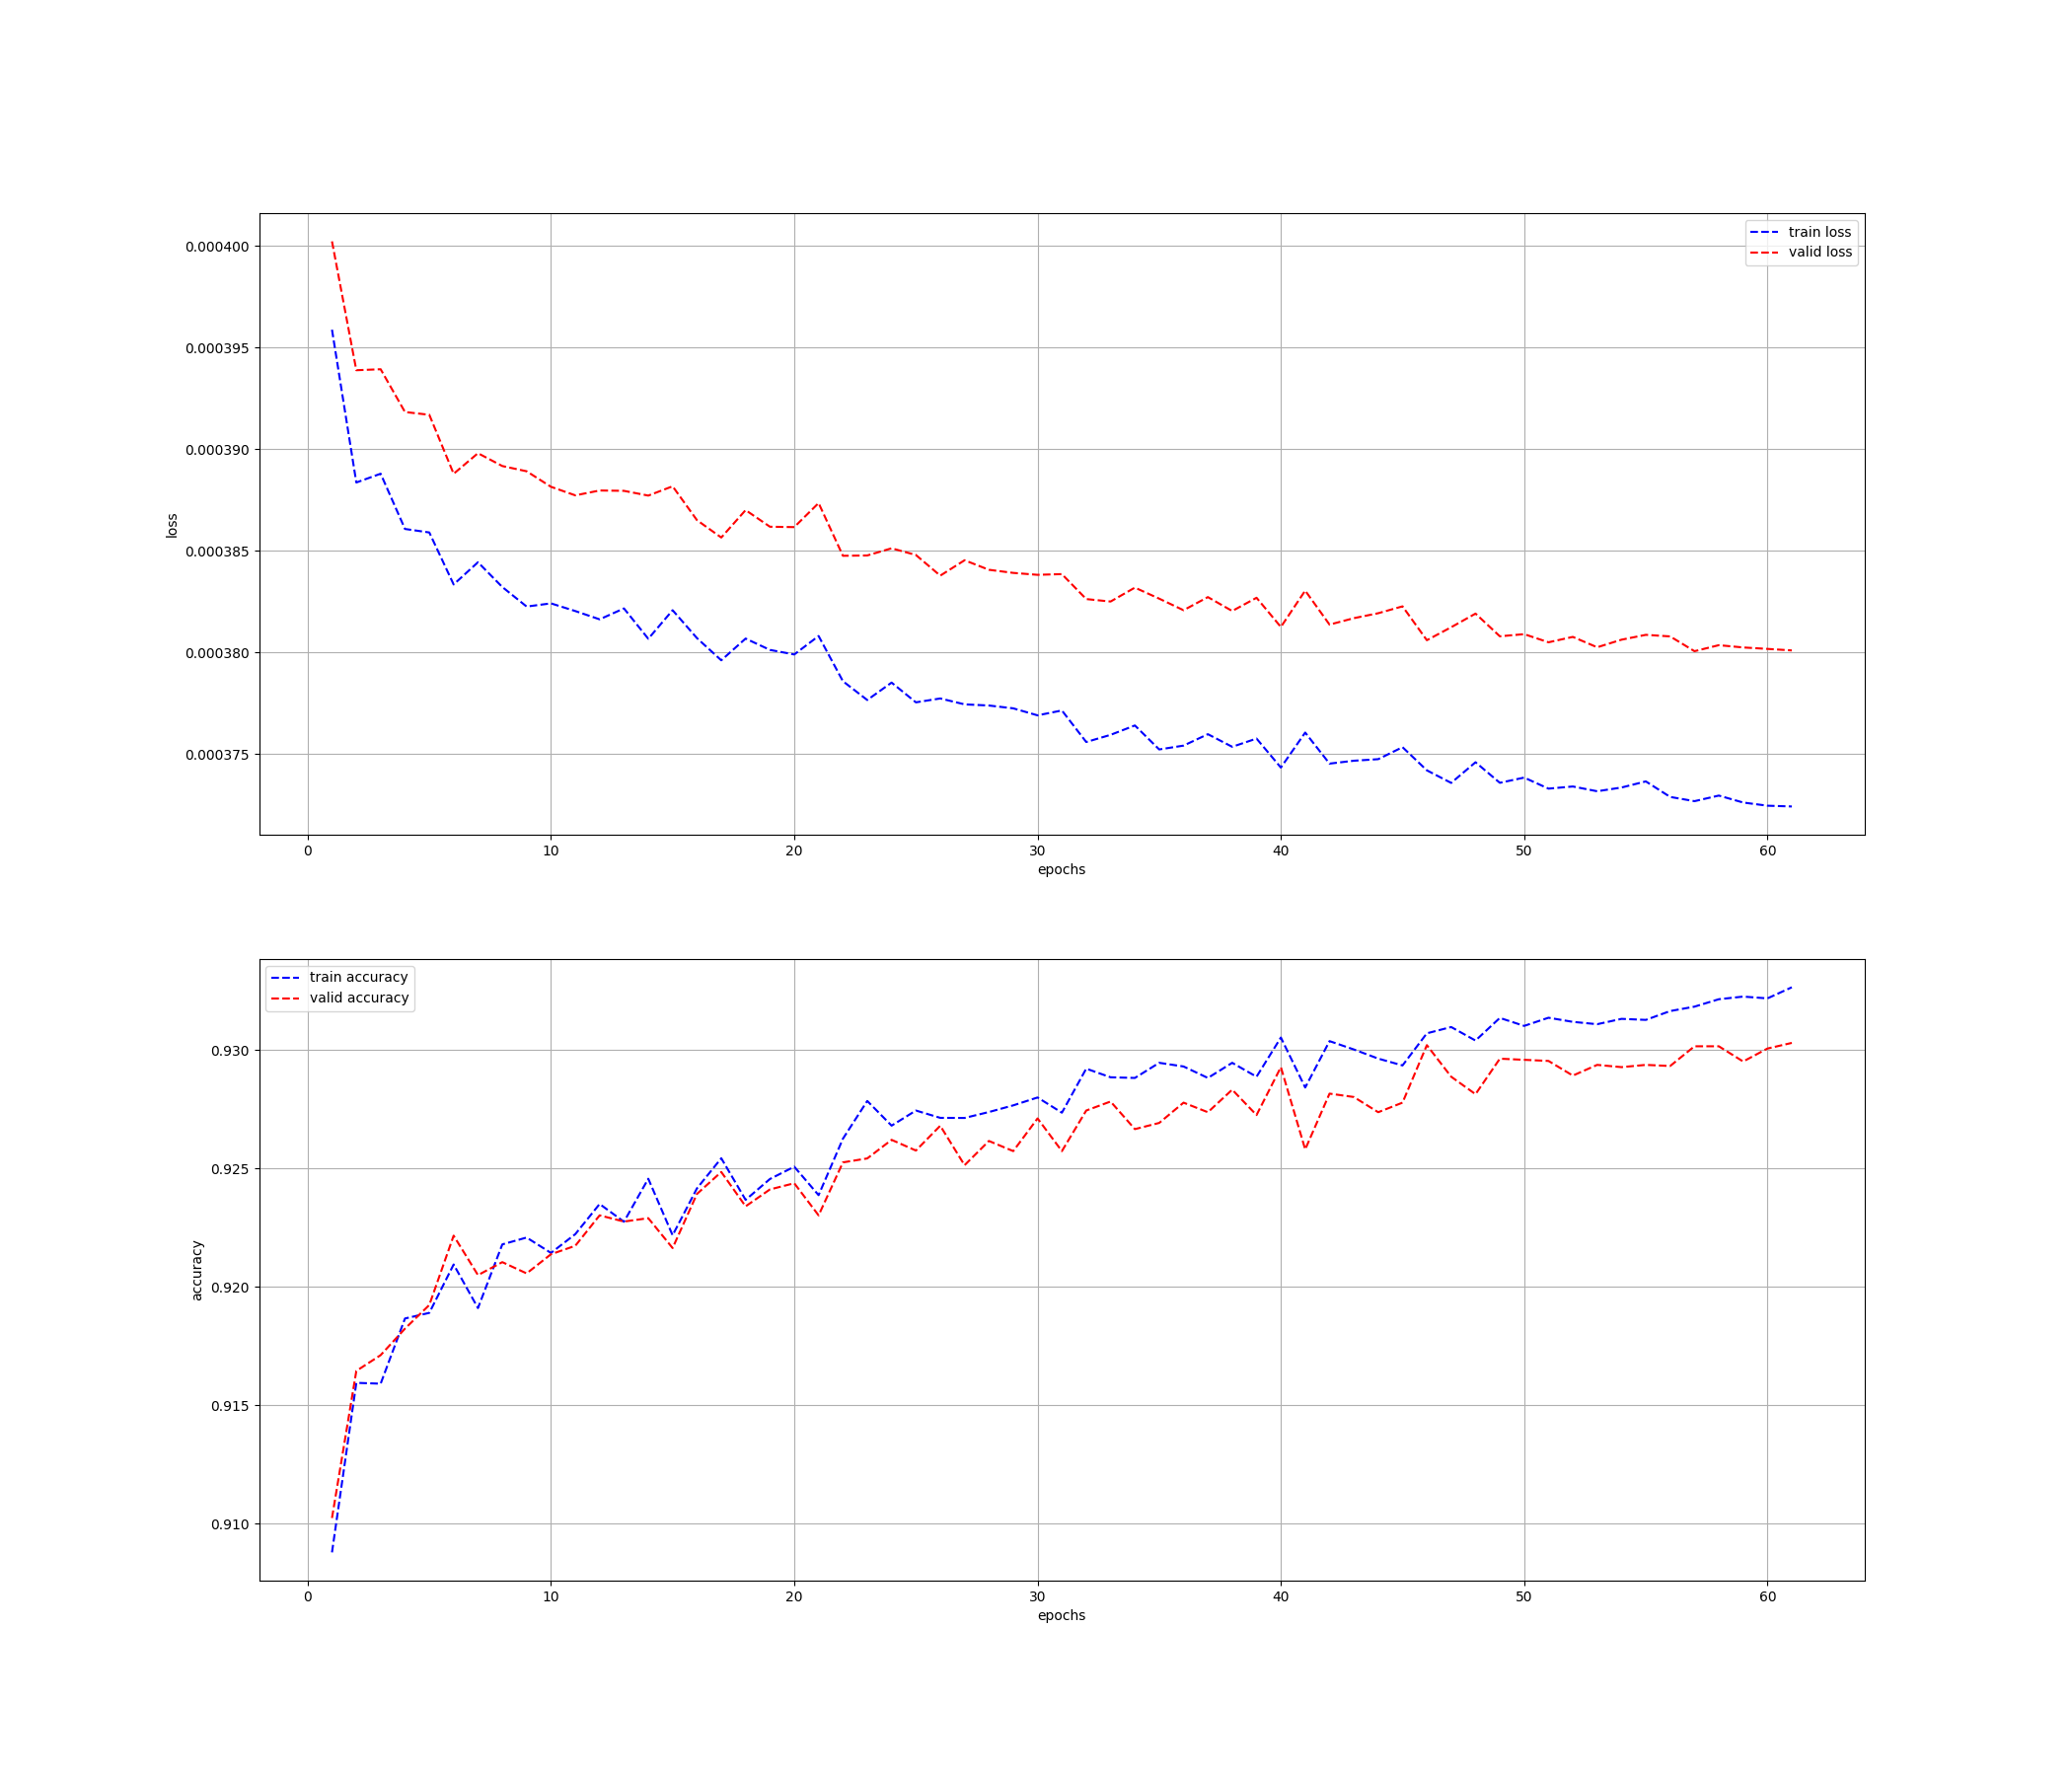 train loss
valid loss
0.000400
0.000395
0.000390
0.000385
0.000380
0.000375
loss
0 10 20 30 40 50 60
epochs
train accuracy
valid accuracy
0.930
0.925
0.920
0.915
0.910
accuracy
0 10 20 30 40 50 60
epochs